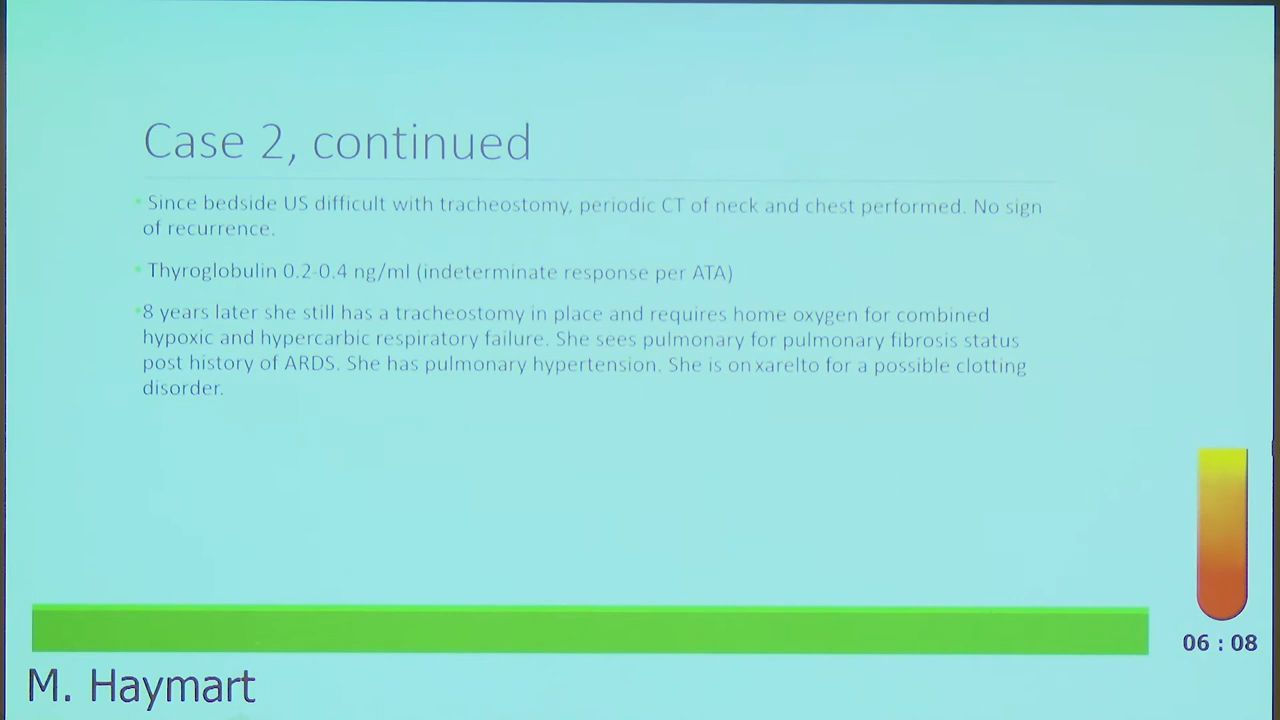 Case 2, continued
Since bedside US difficult with tracheostomy, periodic CT of neck and chest performed. No sign
of recurrence.
Thyroglobulin 0.2-0.4 ng/ml (indeterminate response per ATA)
8 years later she still has a tracheostomy in place and requires home oxygen for combined
hypoxic and hypercarbic respiratory failure. She sees pulmonary for pulmonary fibrosis status
post history of ARDS. She has pulmonary hypertension. She is on xarelto for a possible clotting
disorder.
06 : 08
M. Haymart